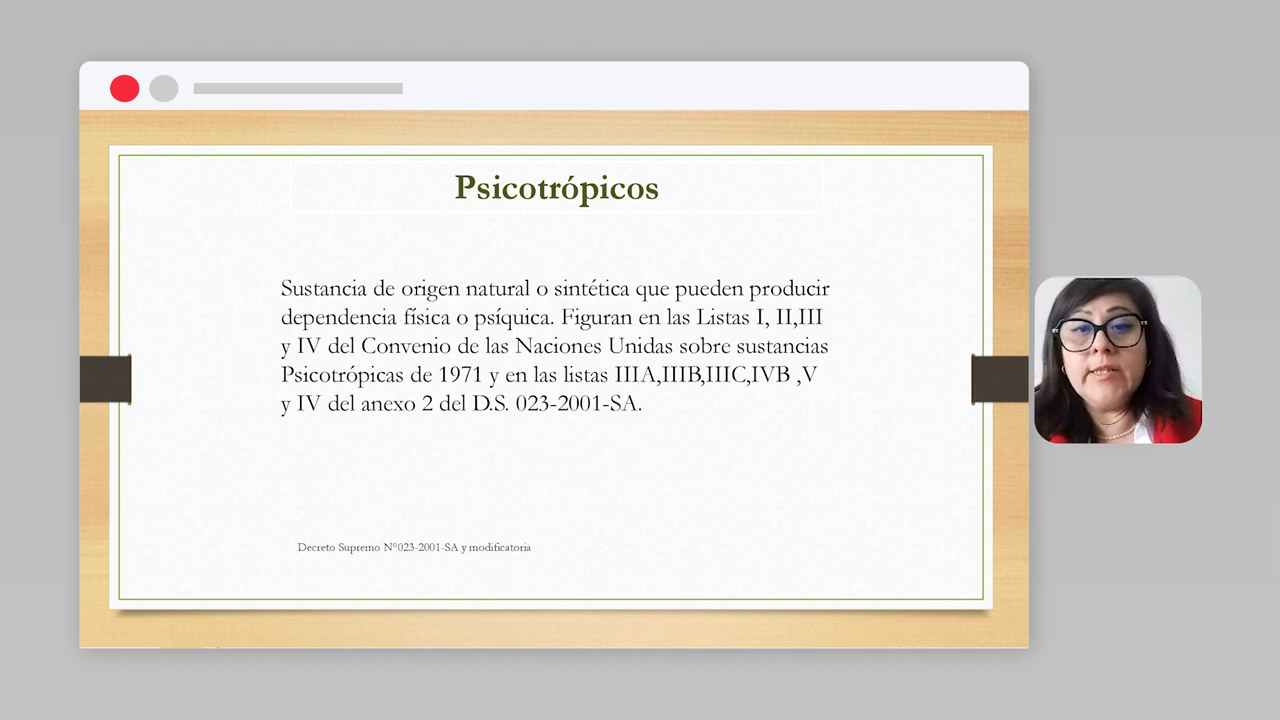 Psicotrópicos
Sustancia de origen natural o sintética que pueden producir
dependencia física o psíquica. Figuran en las Listas I, II,III
y IV del Convenio de las Naciones Unidas sobre sustancias
Psicotrópicas de 1971 y en las listas IIIA,IIIB,IIIC,IVB ,V
y IV del anexo 2 del D.S. 023-2001-SA.
Decreto Supremo N°023-2001-SA y modificatoria